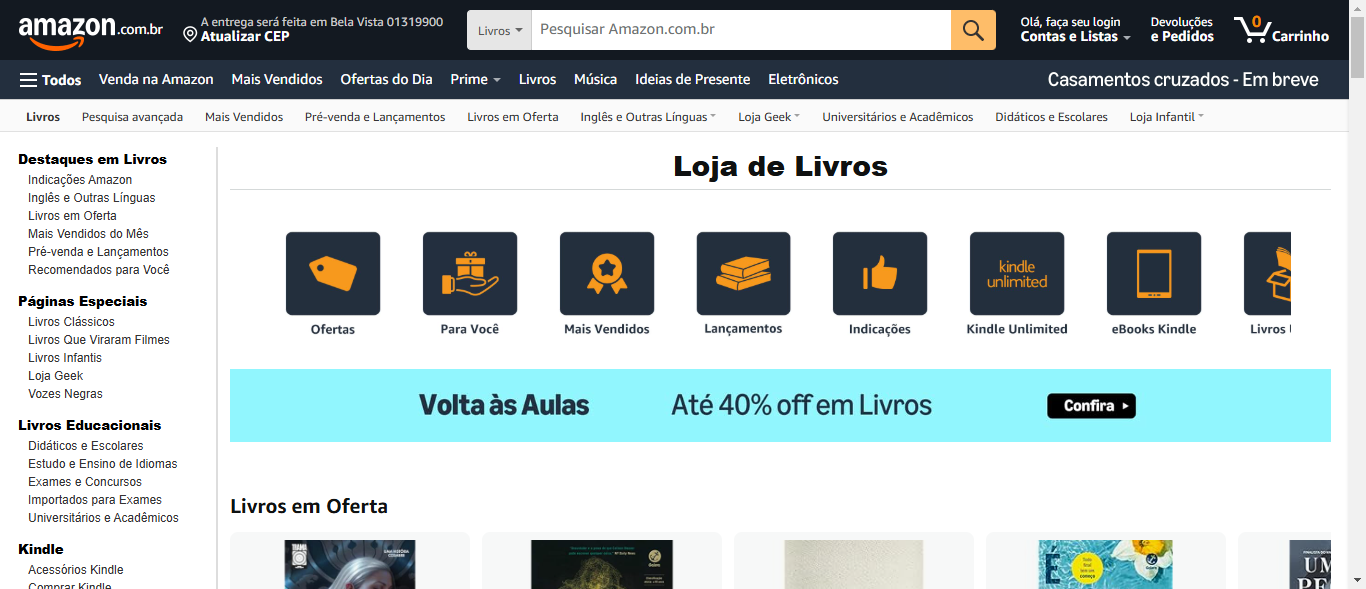 amazon.com.br
A entrega será feita em Bela Vista 01319900
Atualizar CEP
Livros
Pesquisar Amazon.com.br
Olá, faça seu login
Contas e Listas
Devoluções
e Pedidos
0
Carrinho
Todos
Venda na Amazon
Mais Vendidos
Ofertas do Dia
Prime
Livros
Música
Ideias de Presente
Eletrônicos
Casamentos cruzados - Em breve
Livros
Pesquisa avançada
Mais Vendidos
Pré-venda e Lançamentos
Livros em Oferta
Inglês e Outras Línguas
Loja Geek
Universitários e Acadêmicos
Didáticos e Escolares
Loja Infantil
Destaques em Livros
Indicações Amazon
Inglês e Outras Línguas
Livros em Oferta
Mais Vendidos do Mês
Pré-venda e Lançamentos
Recomendados para Você
Páginas Especiais
Livros Clássicos
Livros Que Viraram Filmes
Livros Infantis
Loja Geek
Vozes Negras
Livros Educacionais
Didáticos e Escolares
Estudo e Ensino de Idiomas
Exames e Concursos
Importados para Exames
Universitários e Acadêmicos
Kindle
Acessórios Kindle
Comprar Kindle
Loja de Livros
kindle
unlimited
Ofertas
Para Você
Mais Vendidos
Lançamentos
Indicações
Kindle Unlimited
eBooks Kindle
Livros
Volta às Aulas
Até 40% off em Livros
Confira
Livros em Oferta